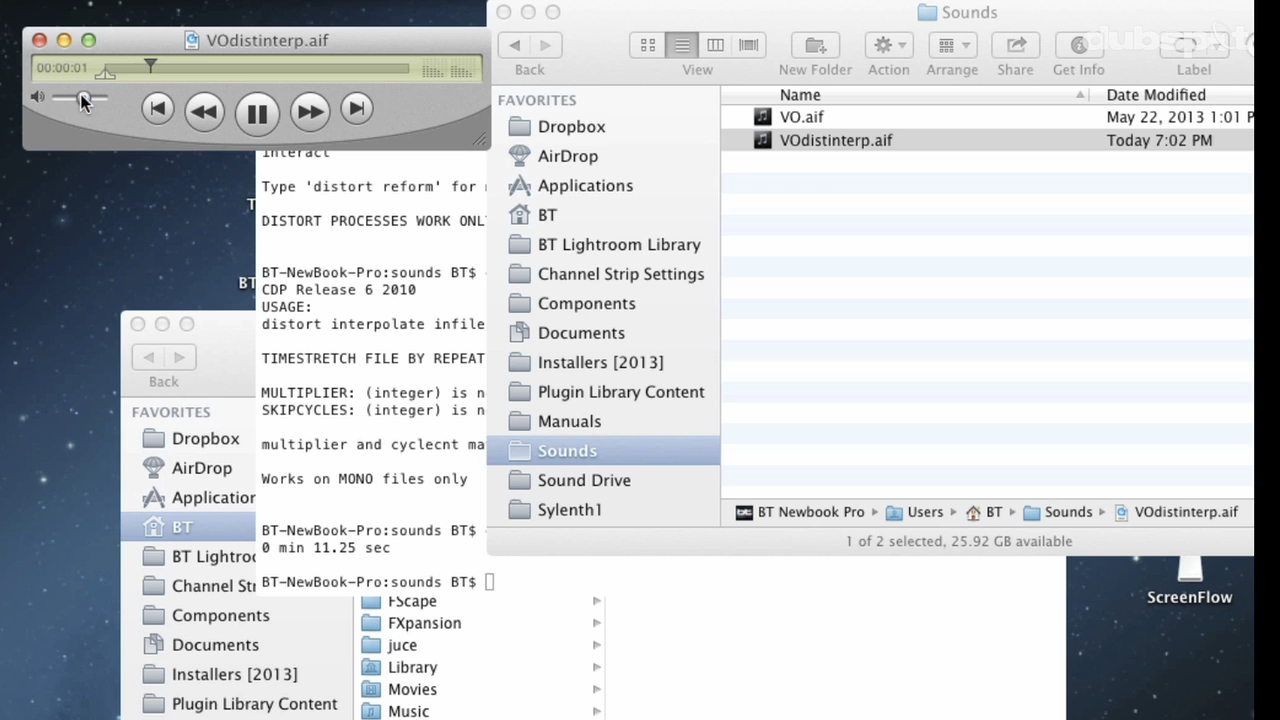 VOdistinterp.aif
00:00:01
Sounds
dubspot
Back
View
New Folder
Action
Arrange
Share
Get Info
Label
FAVORITES
Dropbox
AirDrop
Applications
BT
BT Lightroom Library
Channel Strip Settings
Components
Documents
Installers [2013]
Plugin Library Content
Manuals
Sounds
Sound Drive
Sylenth1
Name
Date Modified
VO.aif
May 22, 2013 1:01 P
VOdistinterp.aif
Today 7:02 PM
BT Newbook Pro
Users
BT
Sounds
VOdistinterp.aif
1 of 2 selected, 25.92 GB available
interact
Type 'distort reform' for
DISTORT PROCESSES WORK ONL
BT-NewBook-Pro:sounds BT$
CDP Release 6 2010
USAGE:
distort interpolate infile
TIMESTRETCH FILE BY REPEAT
MULTIPLIER: (integer) is
SKIPCYCLES: (integer) is
multiplier and cyclecnt ma
Works on MONO files only
BT-NewBook-Pro:sounds BT$
0 min 11.25 sec
BT-NewBook-Pro:sounds BT$
BT
Back
FAVORITES
Dropbox
AirDrop
Application
BT
BT Lightroo
Channel Str
Components
Documents
Installers [2013]
Plugin Library Content
FScape
FXpansion
juce
Library
Movies
Music
ScreenFlow